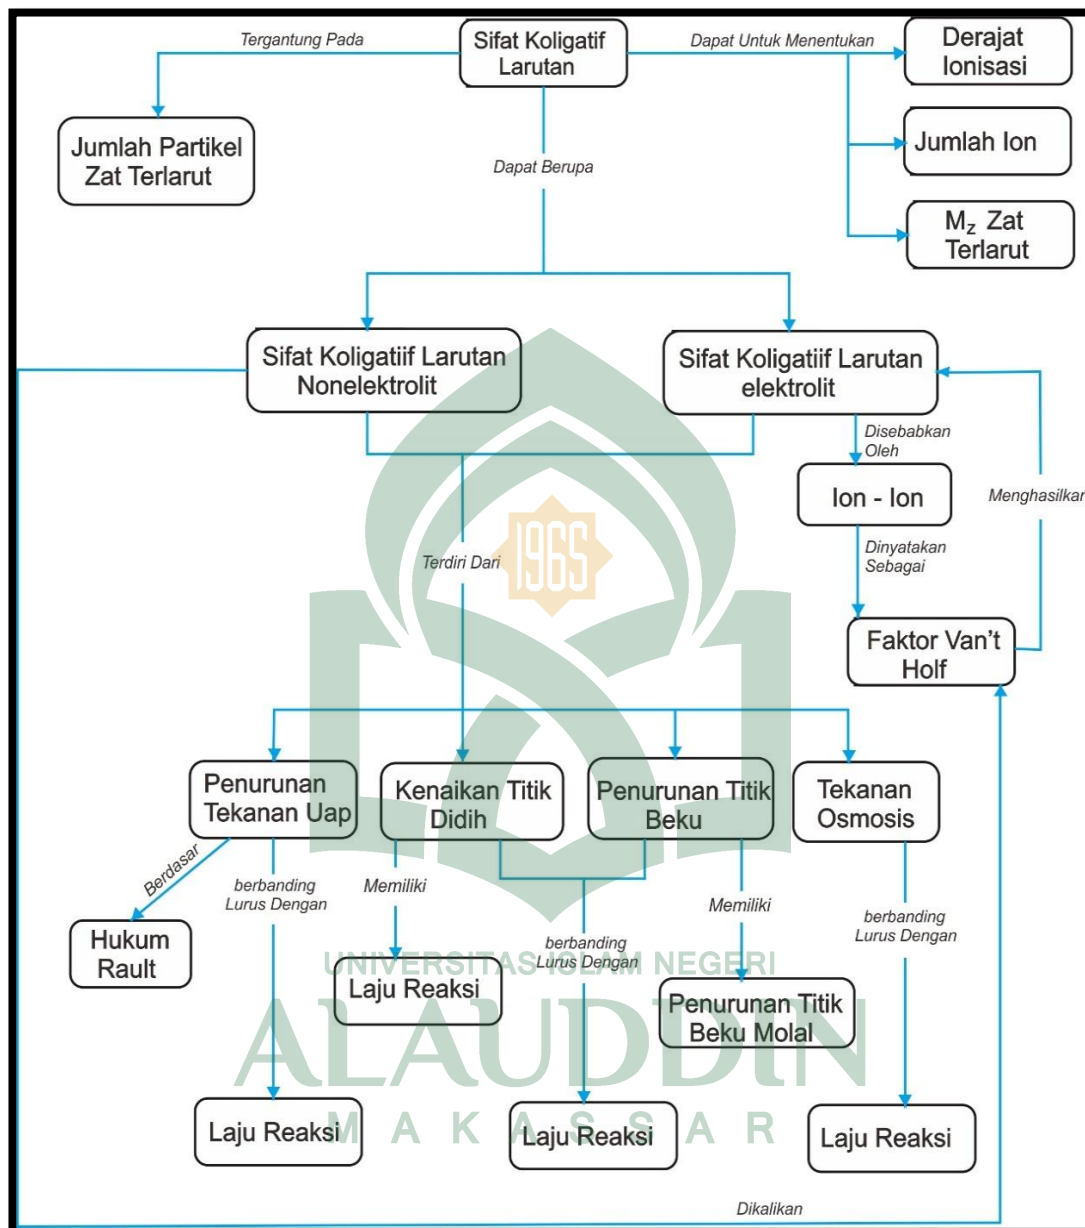 Tergantung Pada
Sifat Koligatif
Larutan
Dapat Untuk Menentukan
Derajat
Ionisasi
Jumlah Partikel
Zat Terlarut
Jumlah Ion
Dapat Berupa
Mz Zat
Terlarut
Sifat Koligatiif Larutan
Nonelektrolit
Sifat Koligatiif Larutan
elektrolit
Disebabkan
Oleh
Ion - Ion
Menghasilkan
1965
Terdiri Dari
Dinyatakan
Sebagai
Faktor Van't
Holf
Penurunan
Tekanan Uap
Kenaikan Titik
Didih
Penurunan Titik
Beku
Tekanan
Osmosis
Berdasar
berbanding
Lurus Dengan
Memiliki
berbanding
Lurus Dengan
Memiliki
berbanding
Lurus Dengan
Hukum
Rault
UNIVERSITAS ISLAM NEGERI
Laju Reaksi
Penurunan Titik
Beku Molal
ALAUDDIN
Laju Reaksi
Laju Reaksi
Laju Reaksi
MAKASSAR
Dikalikan